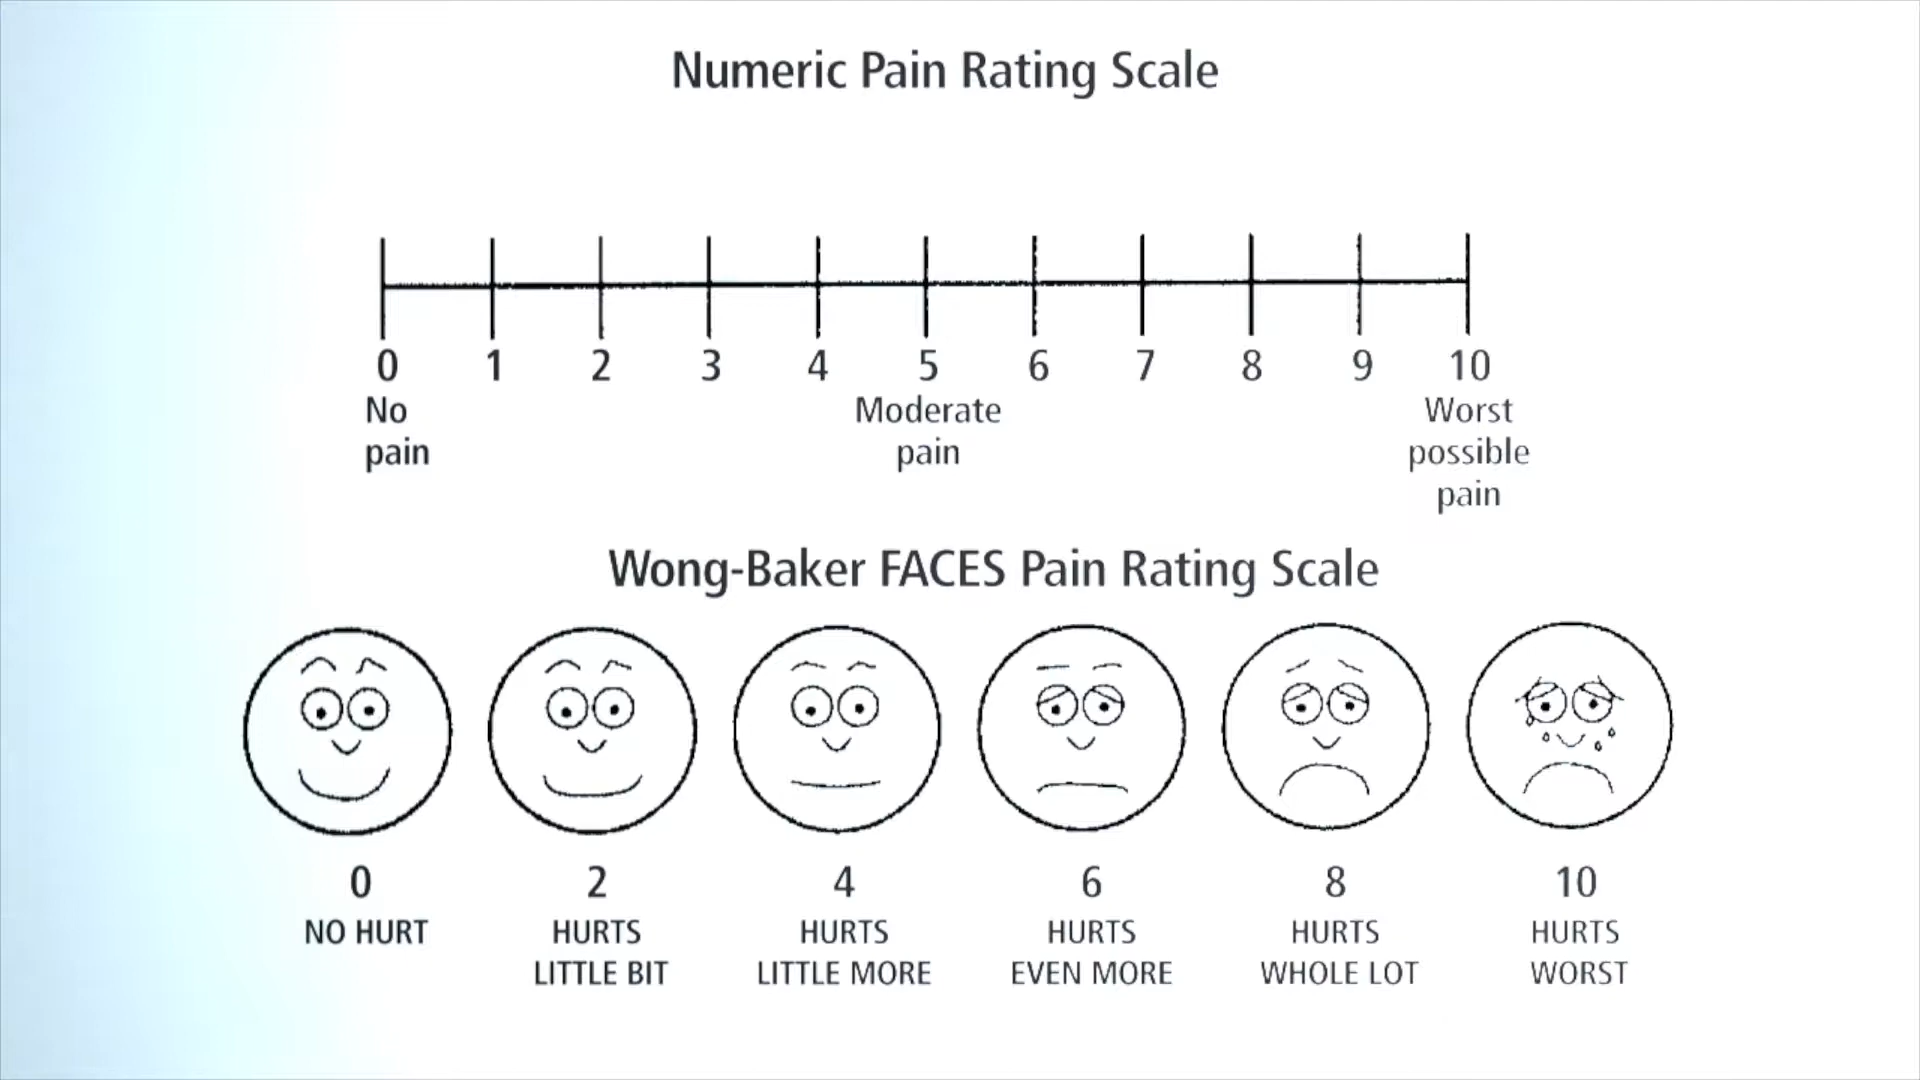 Numeric Pain Rating Scale
0 1 2 3 4 5 6 7 8 9 10
No pain
Moderate pain
Worst possible pain
Wong-Baker FACES Pain Rating Scale
0 2 4 6 8 10
NO HURT
HURTS LITTLE BIT
HURTS LITTLE MORE
HURTS EVEN MORE
HURTS WHOLE LOT
HURTS WORST